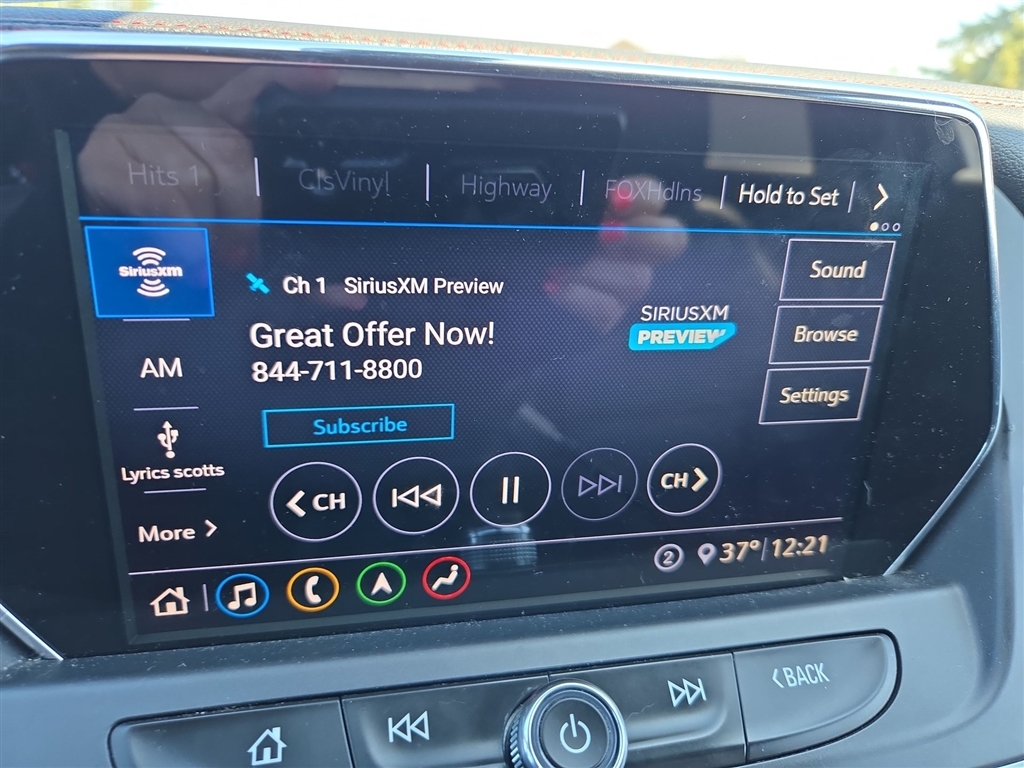 Hits 1
ClsVinyl
Highway
FOXHdlns
Hold to Set
SiriusXM
Ch 1 SiriusXM Preview
Great Offer Now!
844-711-8800
SIRIUSXM
PREVIEW
Sound
Browse
Settings
AM
Subscribe
Lyrics scotts
CH
CH
More
2
37° 12:21
BACK